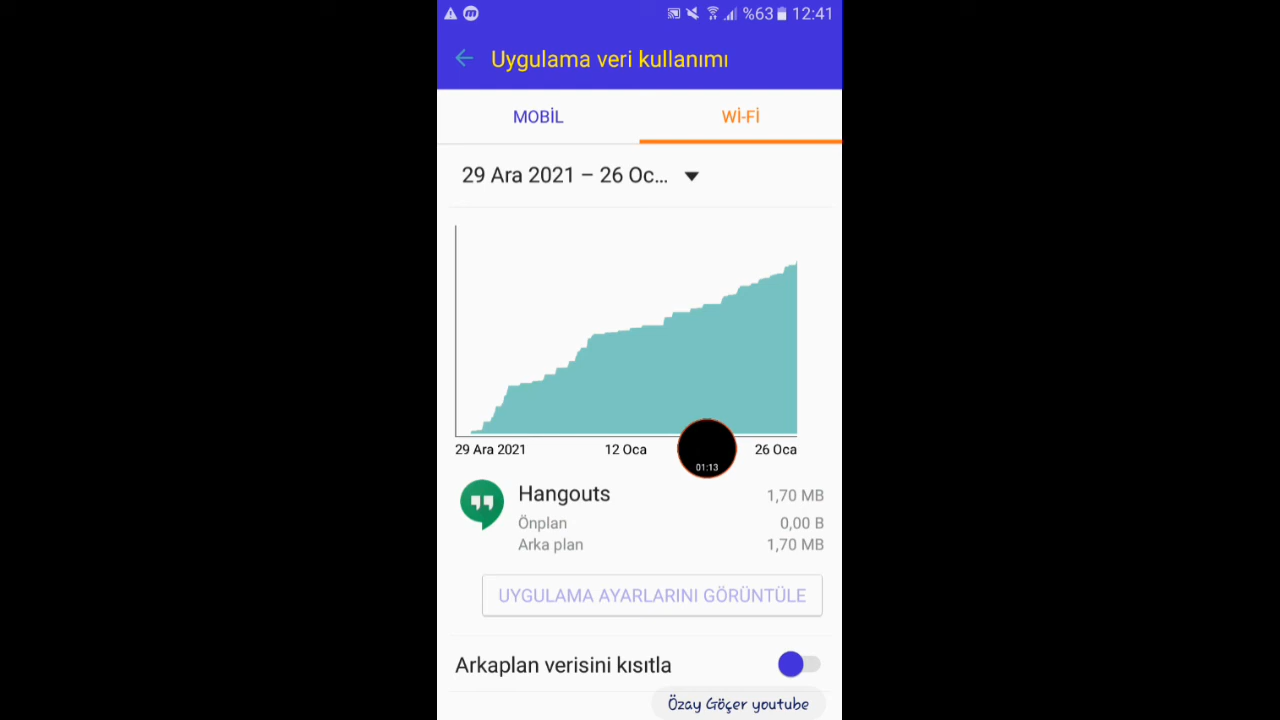 %63 12:41
Uygulama veri kullanımı
MOBİL Wİ-Fİ
29 Ara 2021 – 26 Oc...
29 Ara 2021 12 Oca 26 Oca
01:13
Hangouts 1,70 MB
Önplan 0,00 B
Arka plan 1,70 MB
UYGULAMA AYARLARINI GÖRÜNTÜLE
Arkaplan verisini kısıtla
Özay Göçer youtube